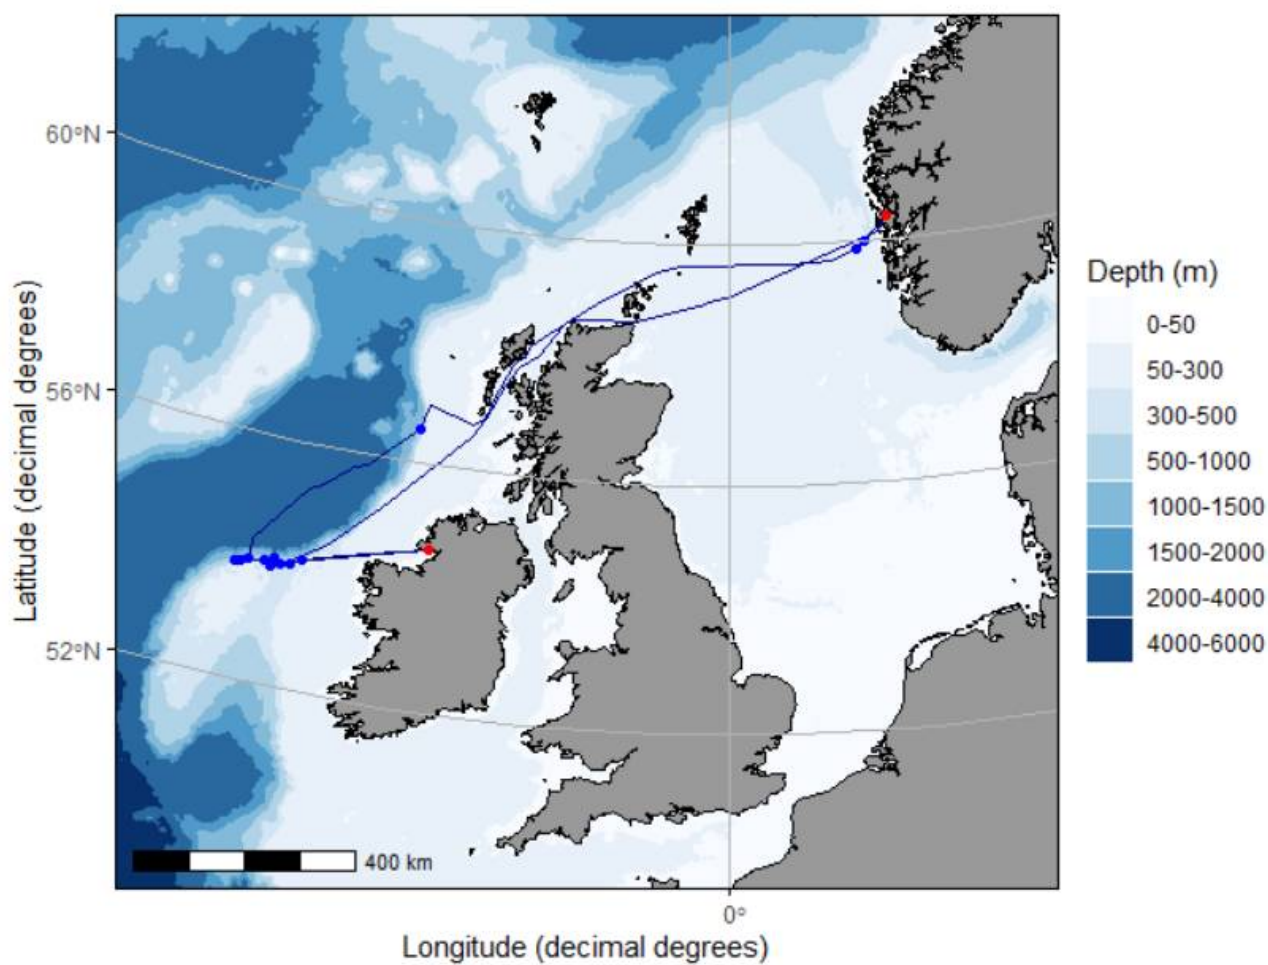 60°N
56°N
52°N
Latitude (decimal degrees)
400 km
0°
Longitude (decimal degrees)
Depth (m)
0-50
50-300
300-500
500-1000
1000-1500
1500-2000
2000-4000
4000-6000